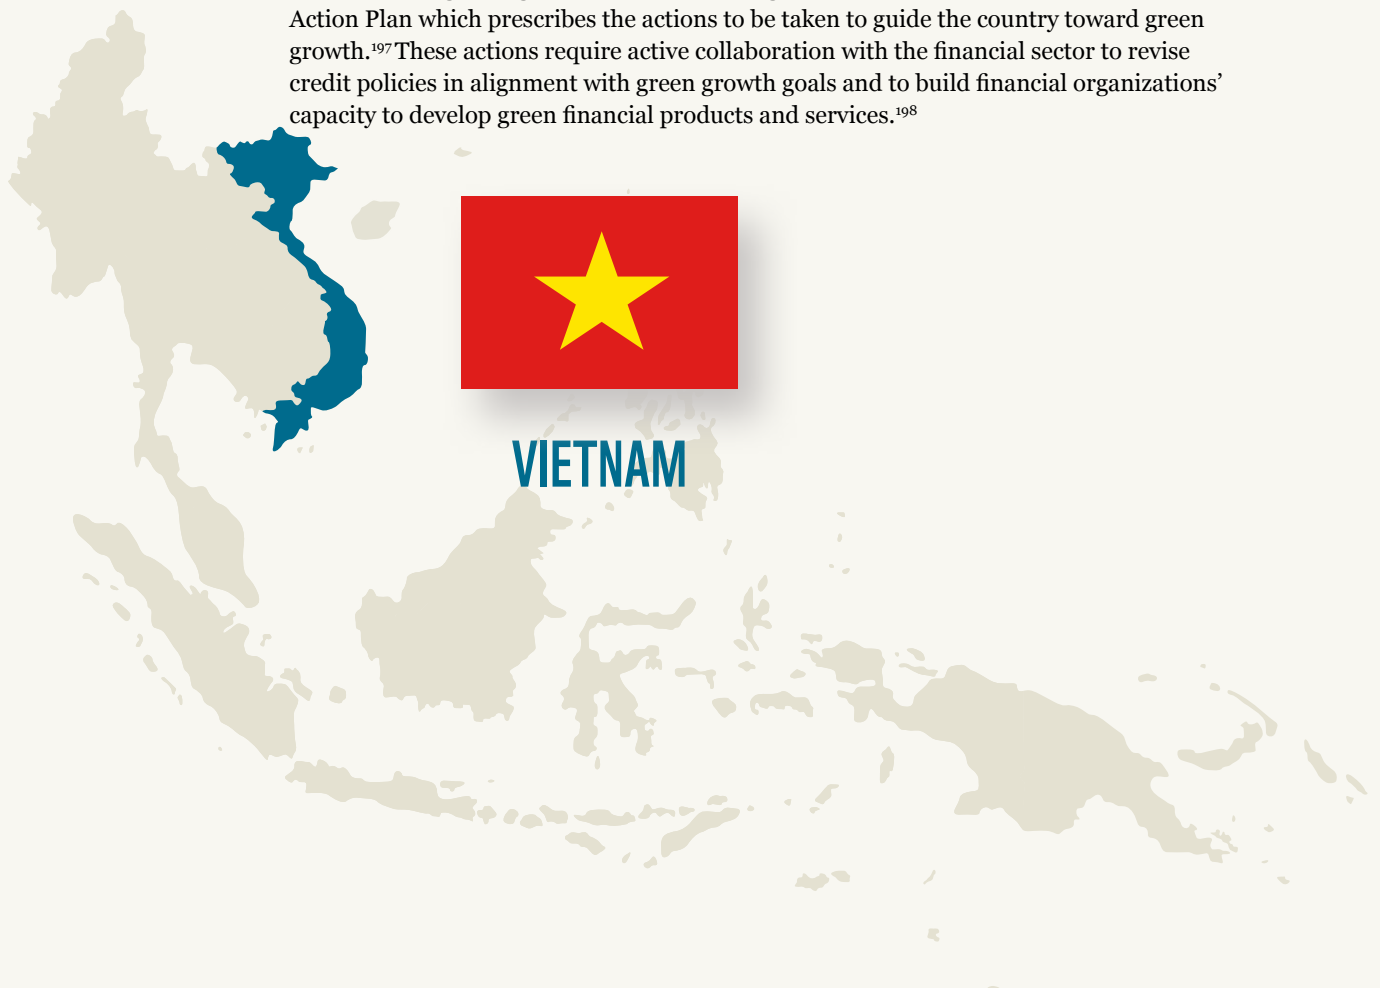 Action Plan which prescribes the actions to be taken to guide the country toward green
growth.¹⁹⁷ These actions require active collaboration with the financial sector to revise
credit policies in alignment with green growth goals and to build financial organizations’
capacity to develop green financial products and services.¹⁹⁸
VIETNAM